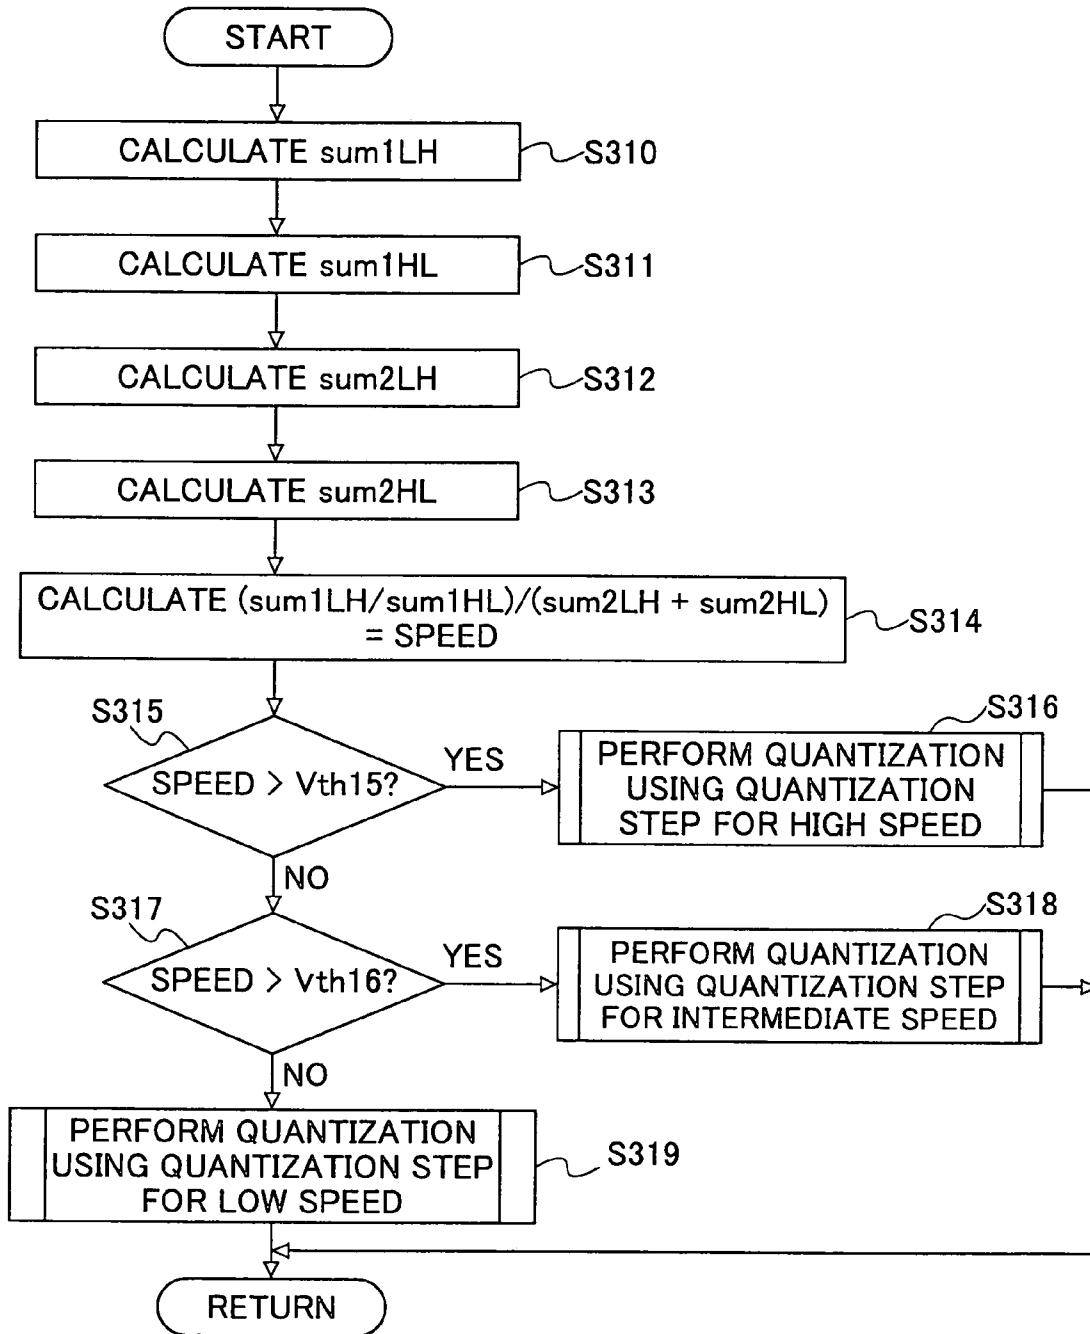 START
CALCULATE sum1LH
S310
CALCULATE sum1HL
S311
CALCULATE sum2LH
S312
CALCULATE sum2HL
S313
CALCULATE (sum1LH/sum1HL)/(sum2LH + sum2HL)
= SPEED
S314
S315
SPEED > Vth15?
YES
S316
PERFORM QUANTIZATION
USING QUANTIZATION
STEP FOR HIGH SPEED
NO
S317
SPEED > Vth16?
YES
S318
PERFORM QUANTIZATION
USING QUANTIZATION STEP
FOR INTERMEDIATE SPEED
NO
PERFORM QUANTIZATION
USING QUANTIZATION STEP
FOR LOW SPEED
S319
RETURN